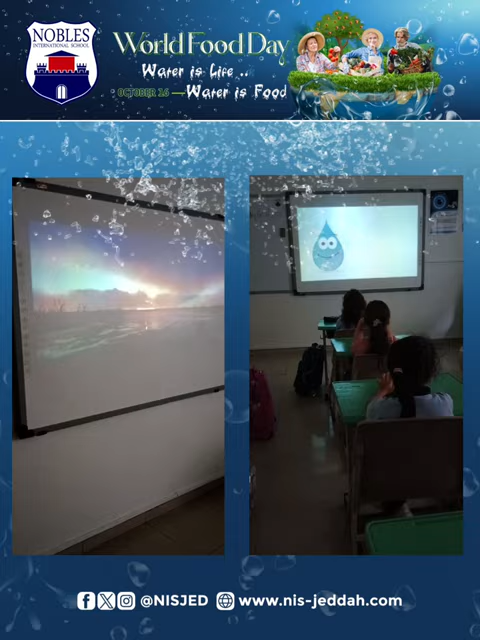 NOBLES
INTERNATIONAL SCHOOL
World Food Day
Water is Life ..
OCTOBER 16
Water is Food
@NISJED
www.nis-jeddah.com